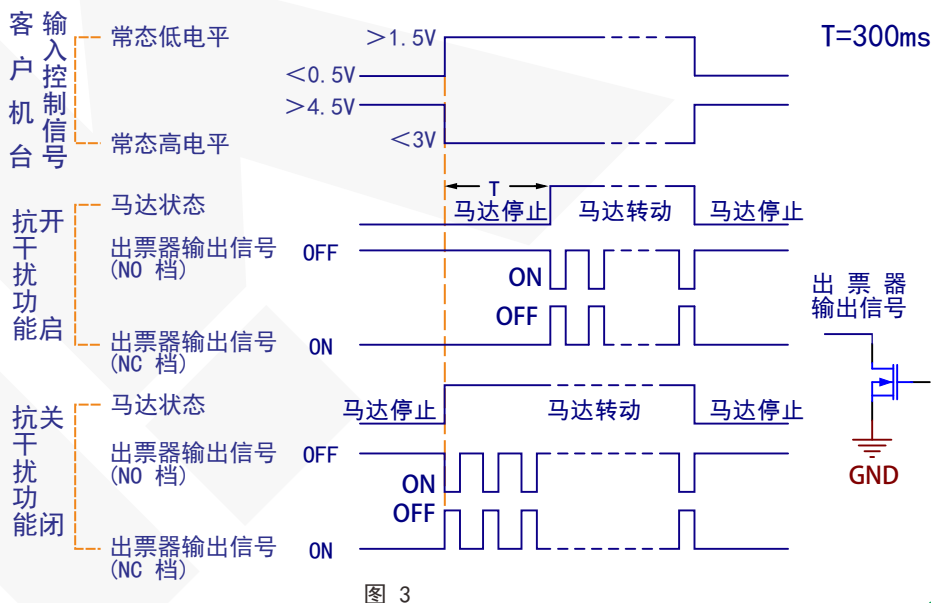 客户机台
输入控制信号
常态低电平
>1.5V
<0.5V
>4.5V
<3V
常态高电平
T=300ms
抗干扰功能
开启
马达状态
T
马达停止
马达转动
马达停止
出票器输出信号
(NO 档)
OFF
ON
OFF
出票器输出信号
(NC 档)
ON
出 票 器
输出信号
GND
抗干扰功能
关闭
马达状态
马达停止
马达转动
马达停止
出票器输出信号
(NO 档)
OFF
ON
OFF
出票器输出信号
(NC 档)
ON
图 3